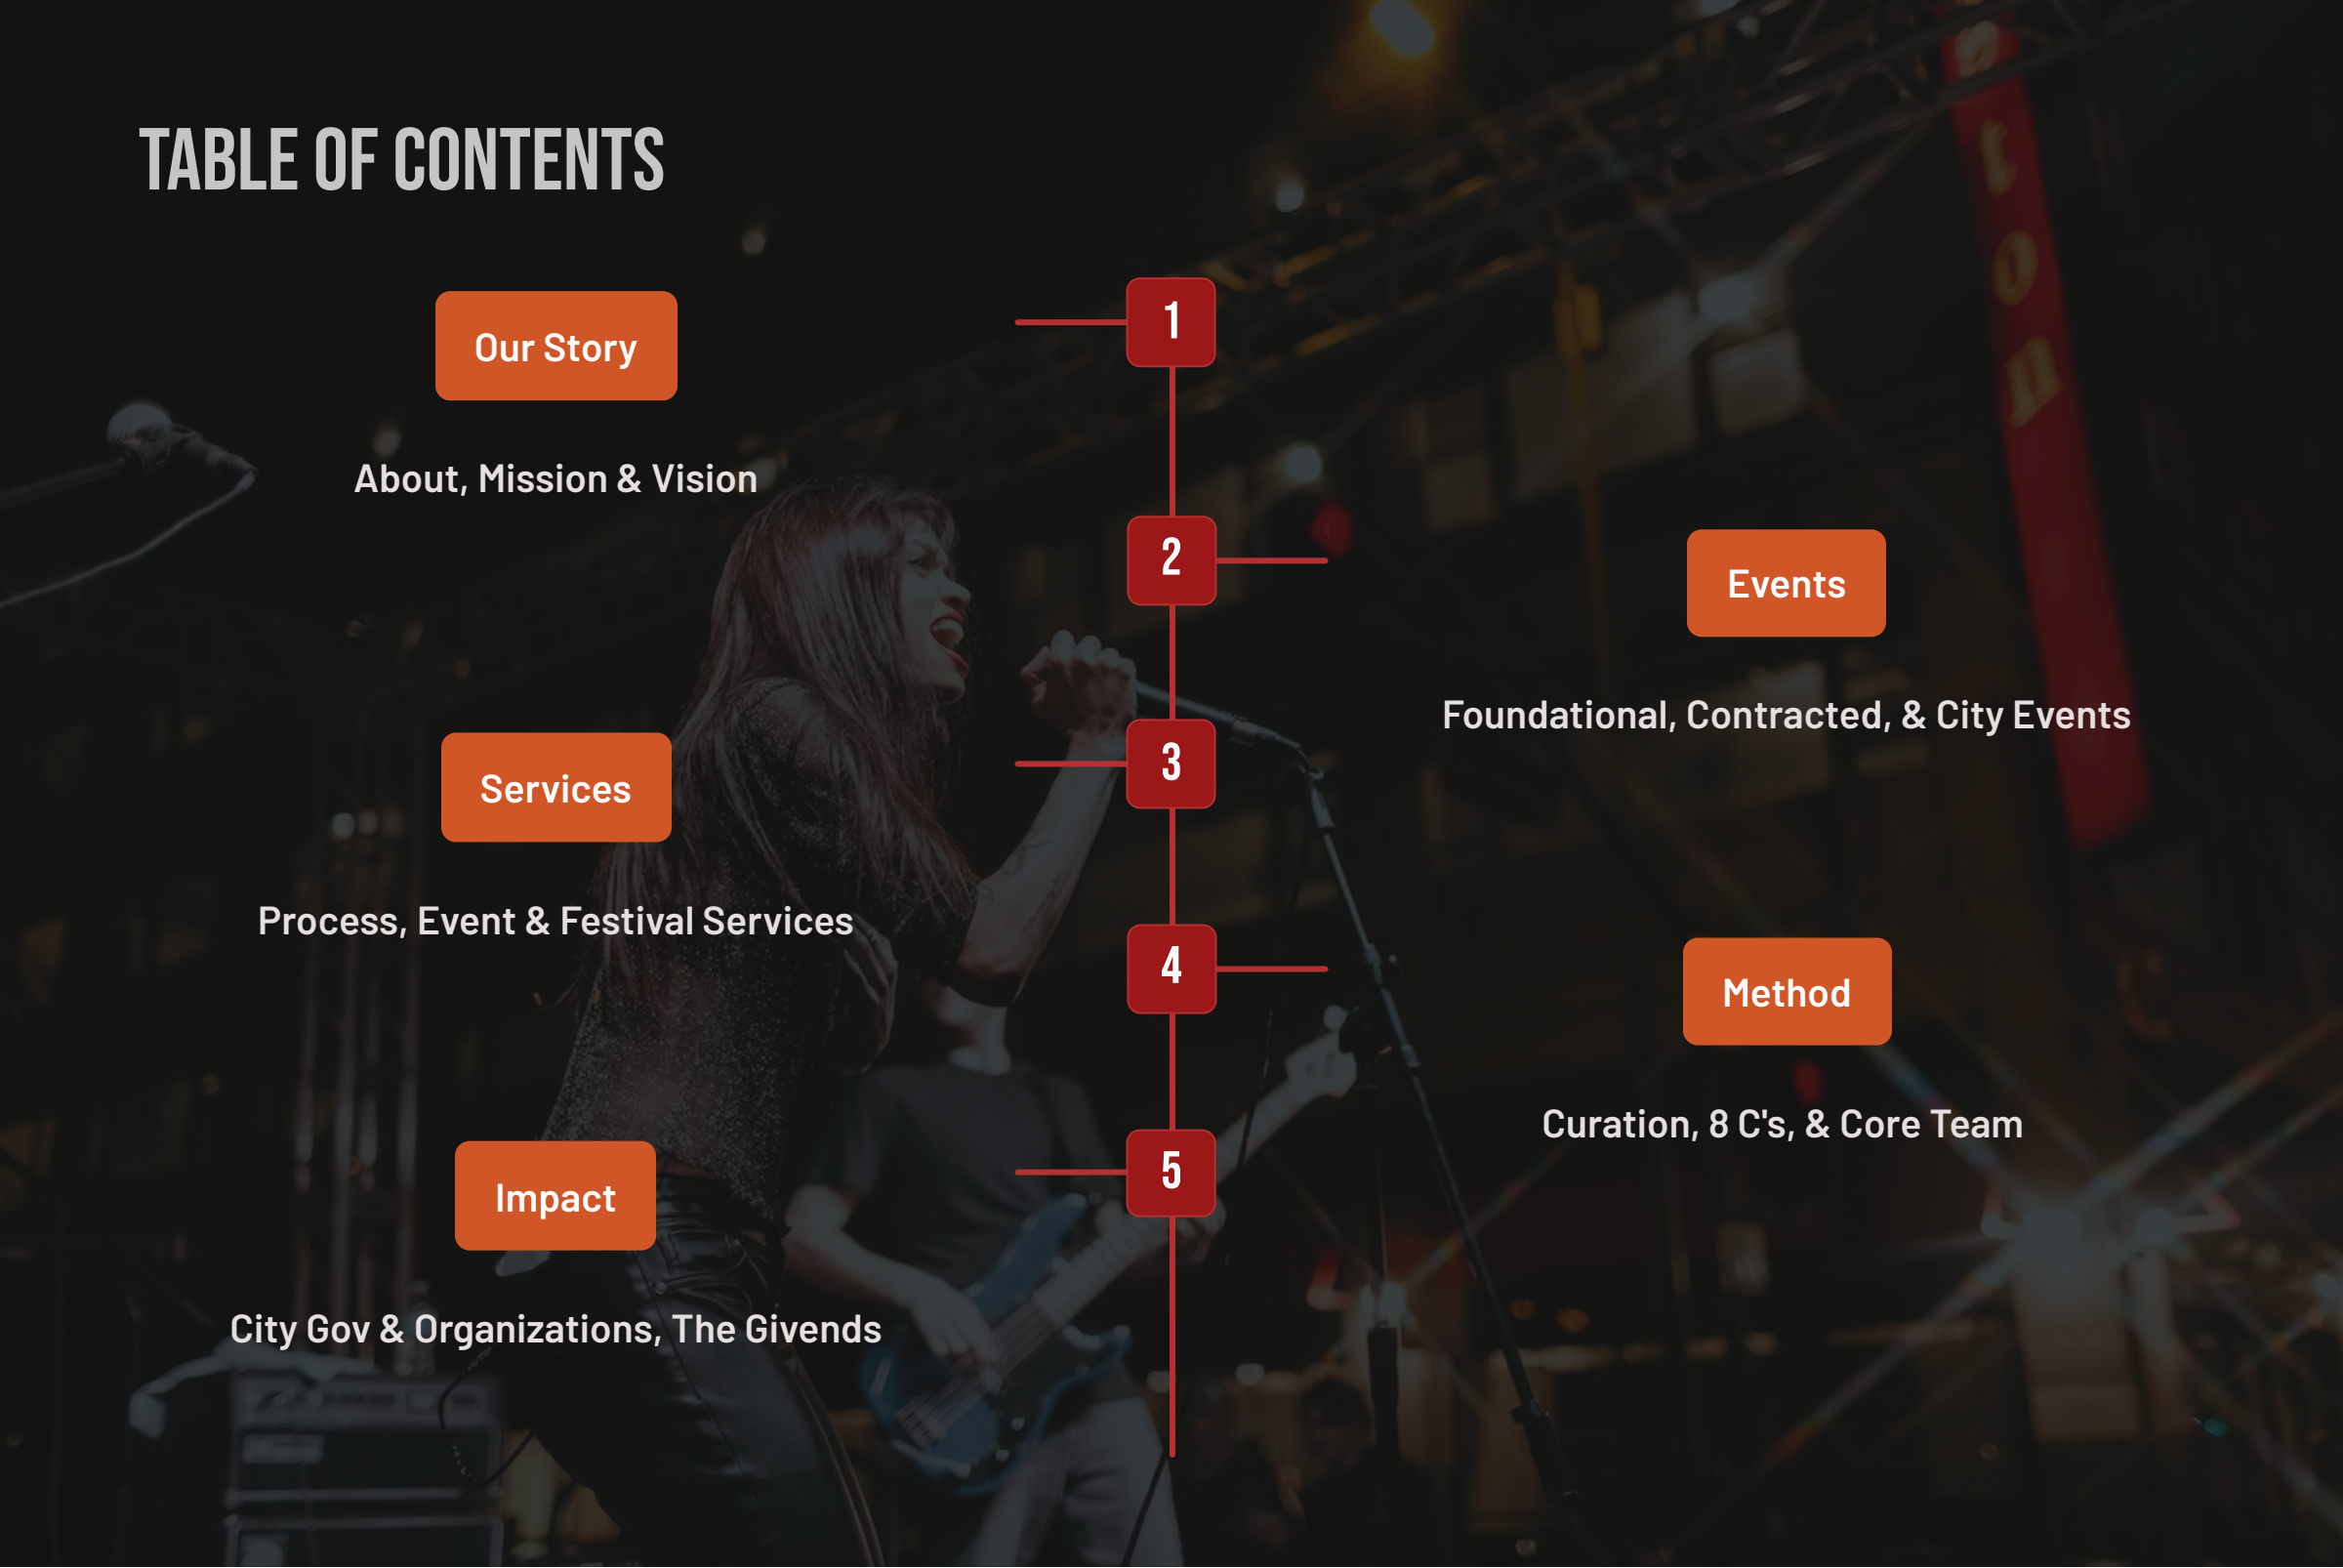 TABLE OF CONTENTS
1
Our Story
About, Mission & Vision
2
Events
Foundational, Contracted, & City Events
3
Services
Process, Event & Festival Services
4
Method
Curation, 8 C's, & Core Team
5
Impact
City Gov & Organizations, The Givends
ton